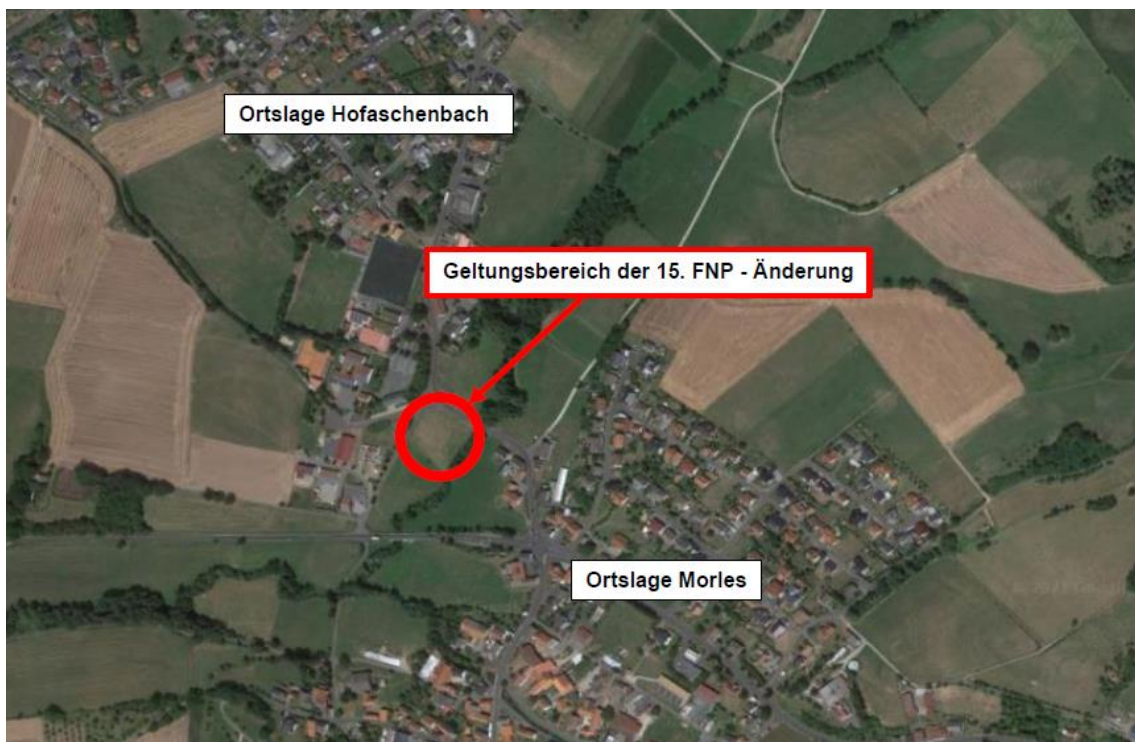 Ortslage Hofaschenbach
Geltungsbereich der 15. FNP - Änderung
Ortslage Morles